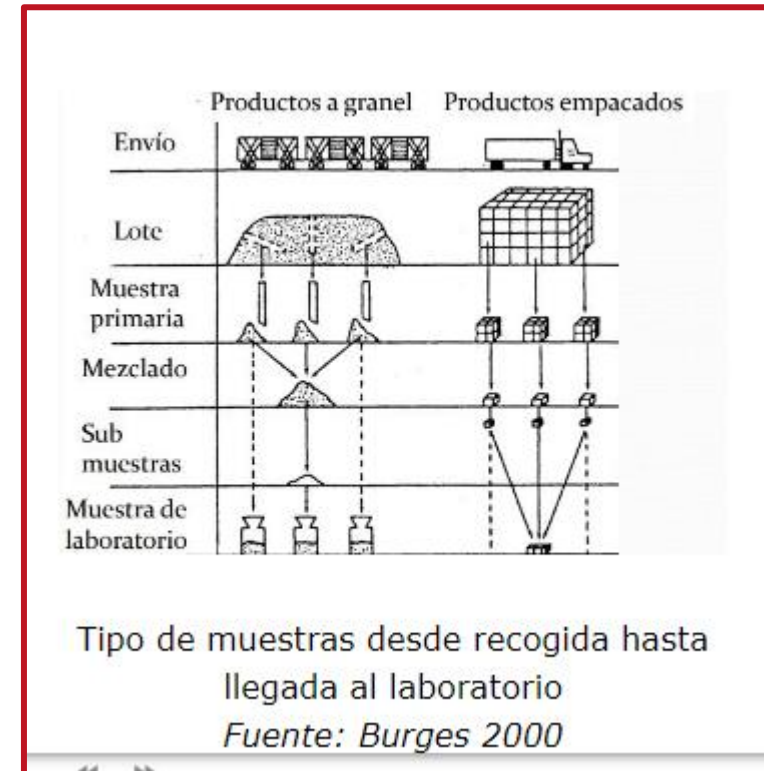 Productos a granel Productos empacados
Envío
Lote
Muestra
primaria
Mezclado
Sub
muestras
Muestra de
laboratorio
Tipo de muestras desde recogida hasta
llegada al laboratorio
Fuente: Burges 2000